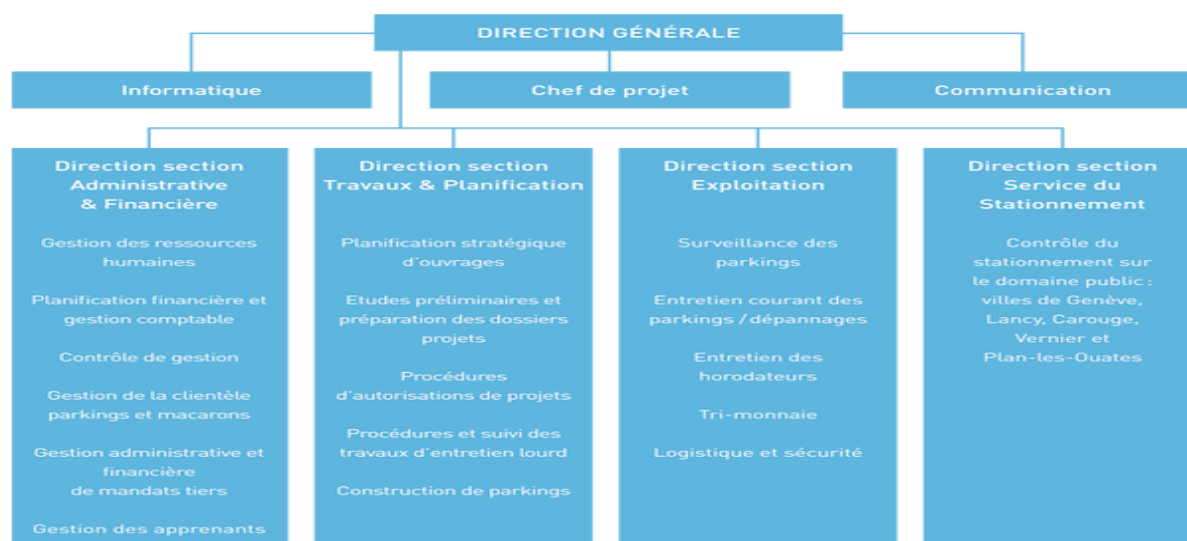 DIRECTION GÉNÉRALE
Informatique
Chef de projet
Communication
Direction section
Administrative
& Financière
Gestion des ressources
humaines
Planification financière et
gestion comptable
Contrôle de gestion
Gestion de la clientèle
parkings et macarons
Gestion administrative et
financière
de mandats tiers
Gestion des apprenants
Direction section
Travaux & Planification
Planification stratégique
d'ouvrages
Etudes préliminaires et
préparation des dossiers
projets
Procédures
d'autorisations de projets
Procédures et suivi des
travaux d'entretien lourd
Construction de parkings
Direction section
Exploitation
Surveillance des
parkings
Entretien courant des
parkings / dépannages
Entretien des
horodateurs
Tri-monnaie
Logistique et sécurité
Direction section
Service du
Stationnement
Contrôle du
stationnement sur
le domaine public :
villes de Genève,
Lancy, Carouge,
Vernier et
Plan-les-Ouates